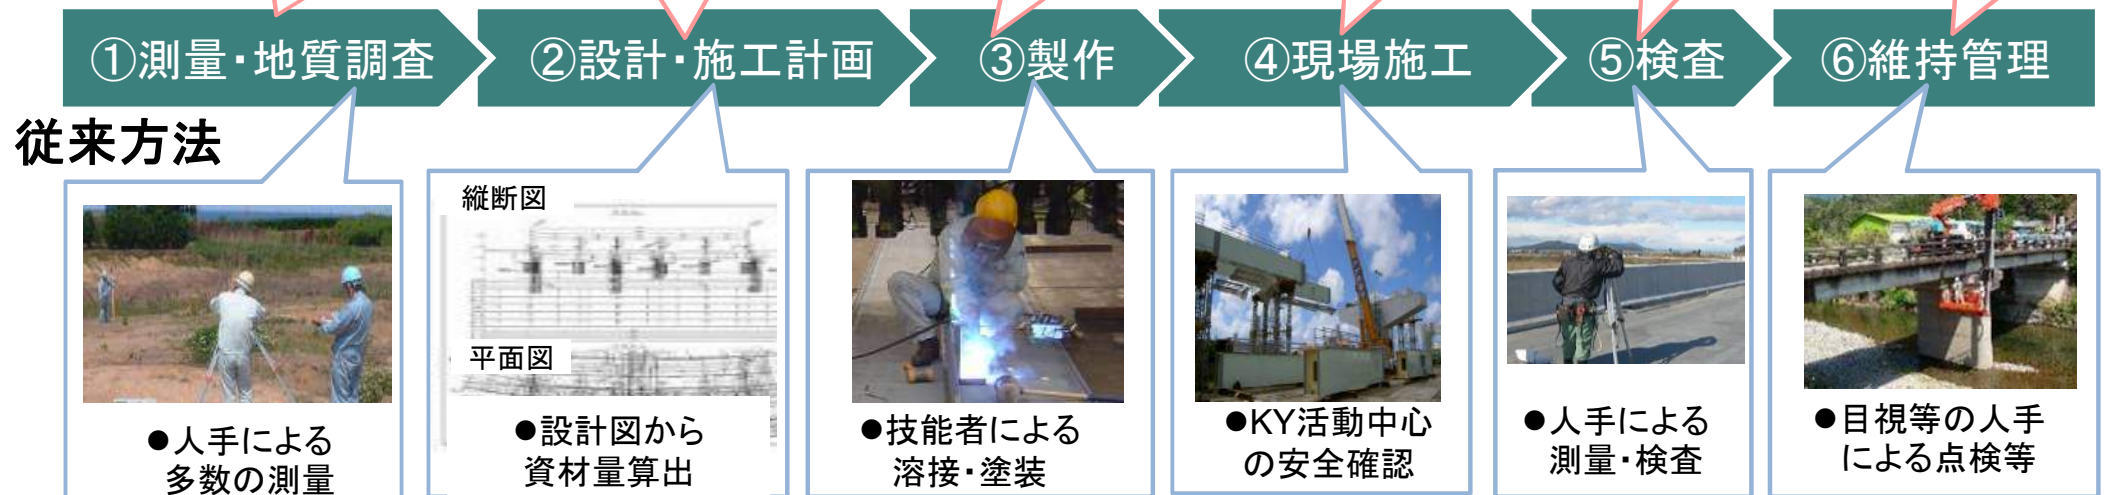 ①測量・地質調査
②設計・施工計画
③製作
④現場施工
⑤検査
⑥維持管理
従来方法
●人手による
多数の測量
縦断図
平面図
●設計図から
資材量算出
●技能者による
溶接・塗装
●KY活動中心
の安全確認
●人手による
測量・検査
●目視等の人手
による点検等